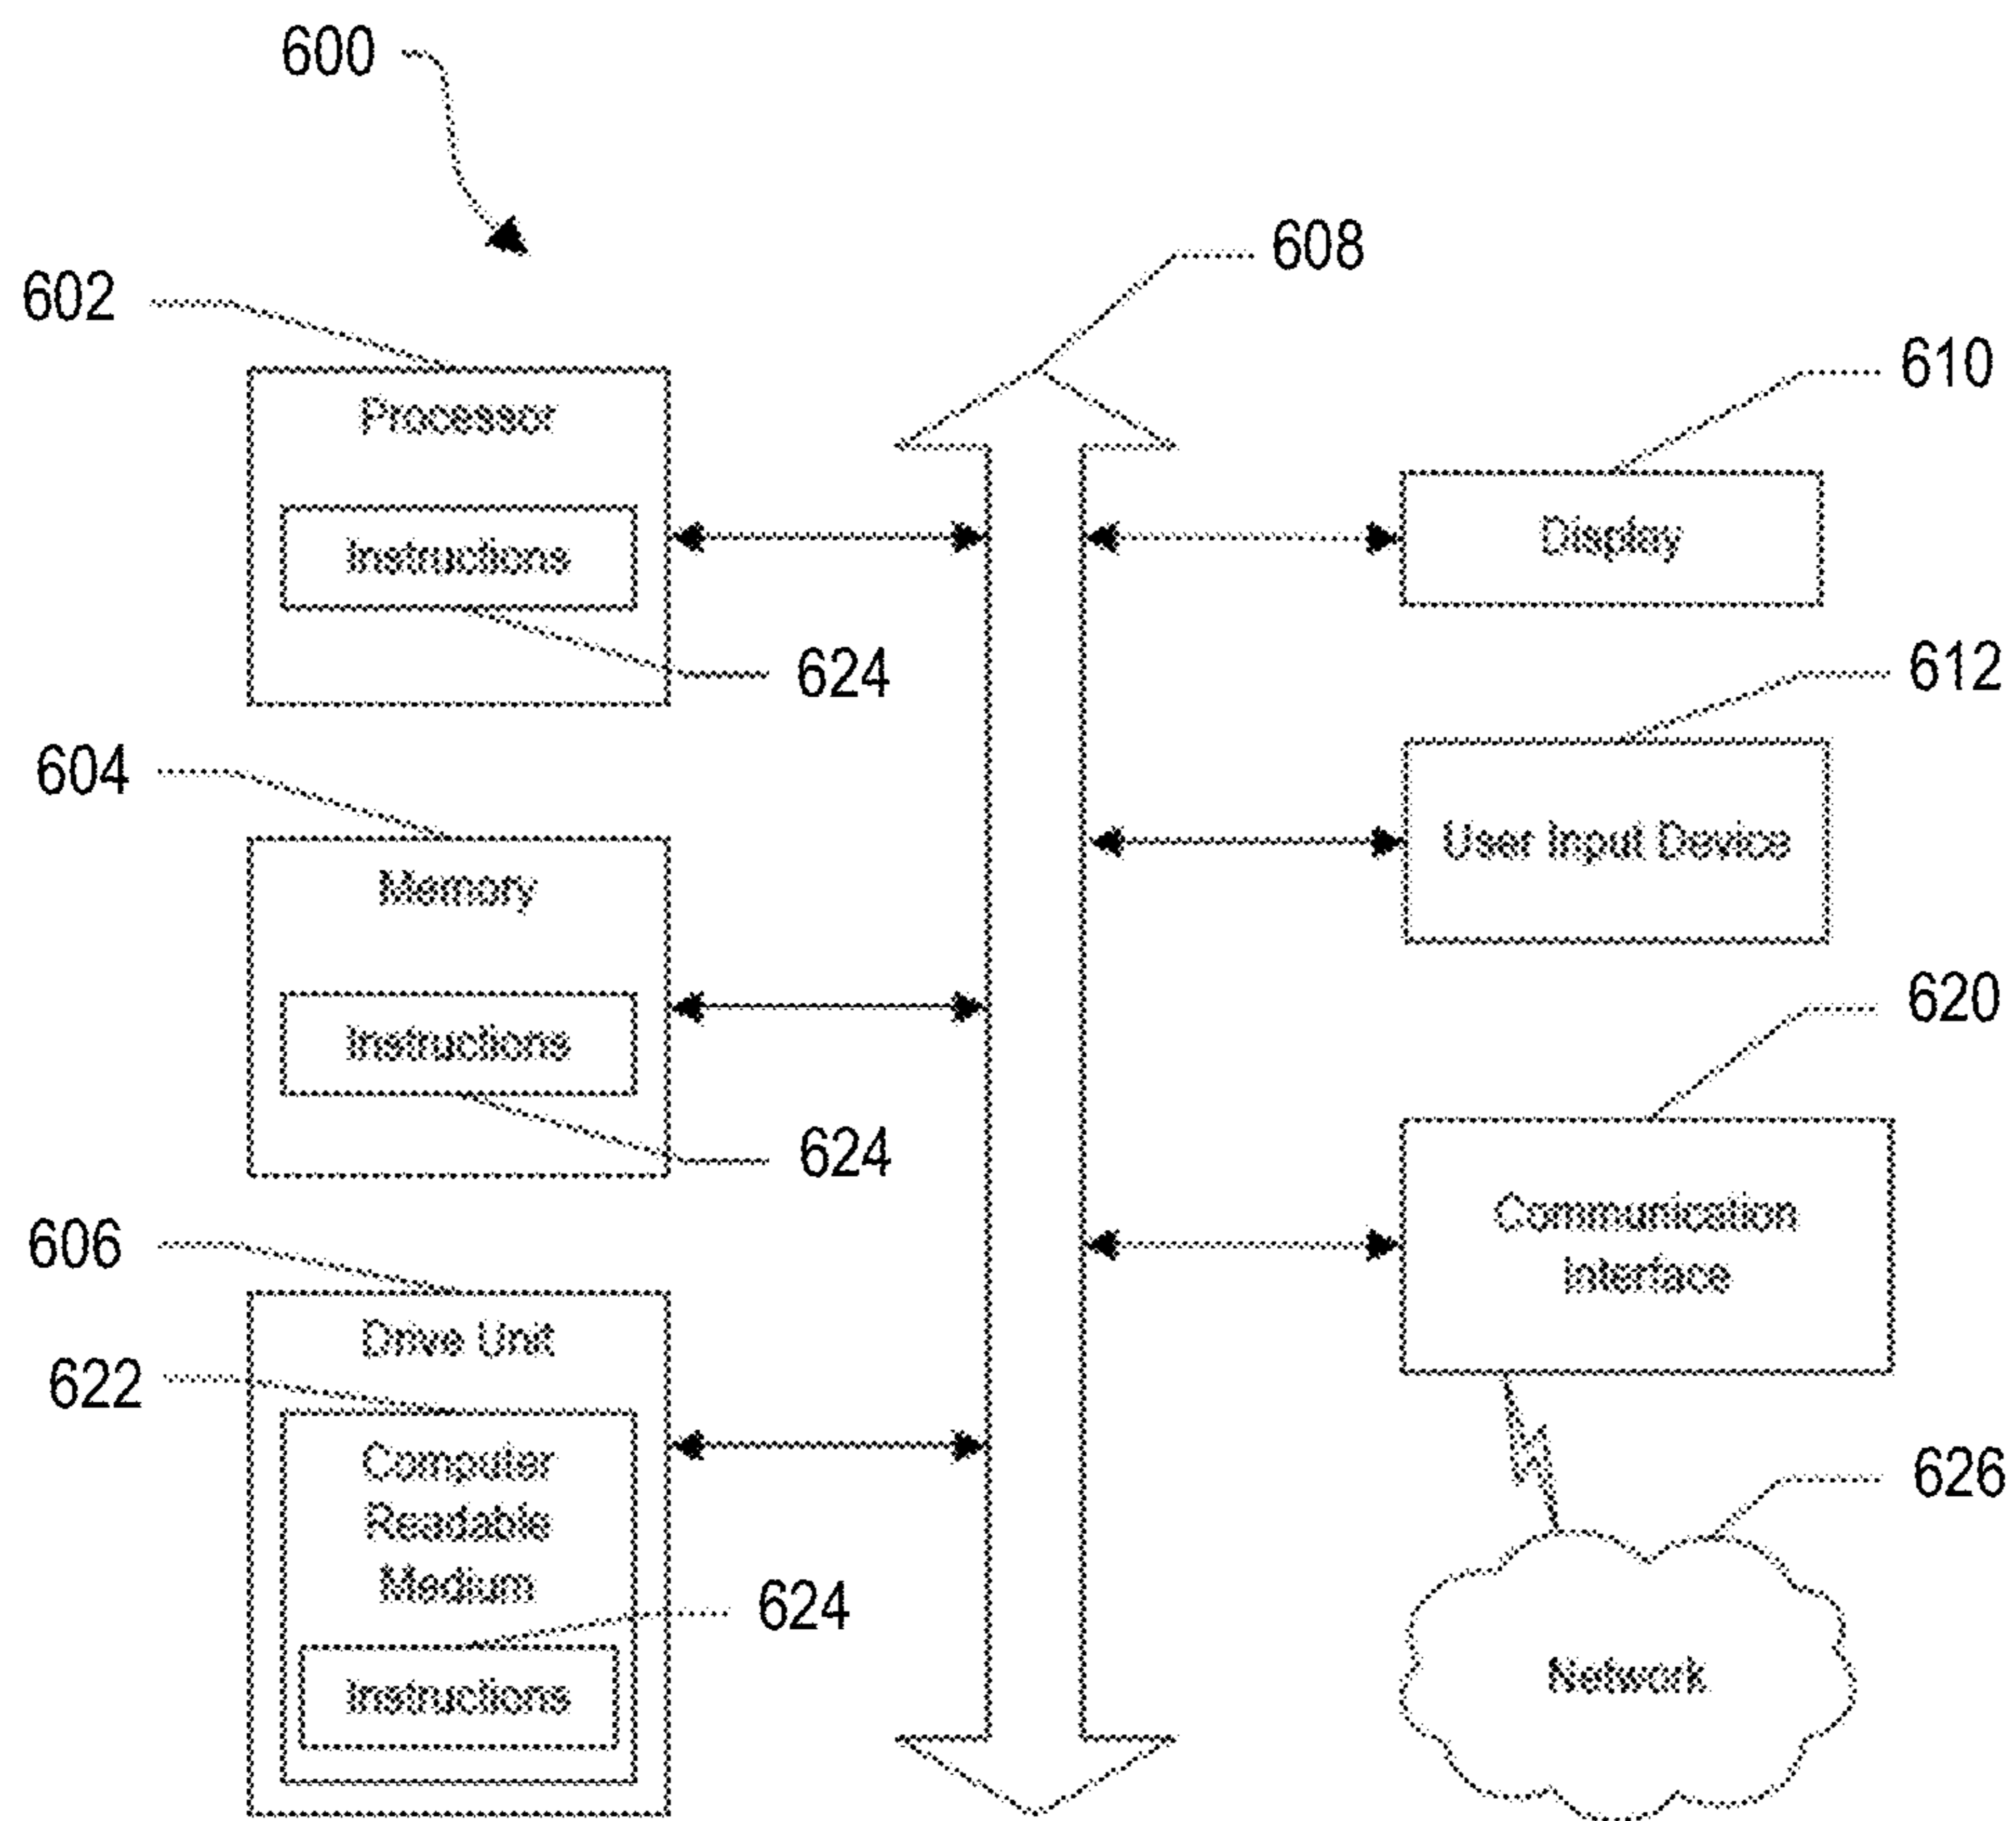 600
608
602
610
Processor
Display
Instructions
624
612
604
User Input Device
Memory
620
Instructions
624
Communication
Interface
606
Drive Unit
622
Computer
Readable
Medium
626
624
Instructions
Network